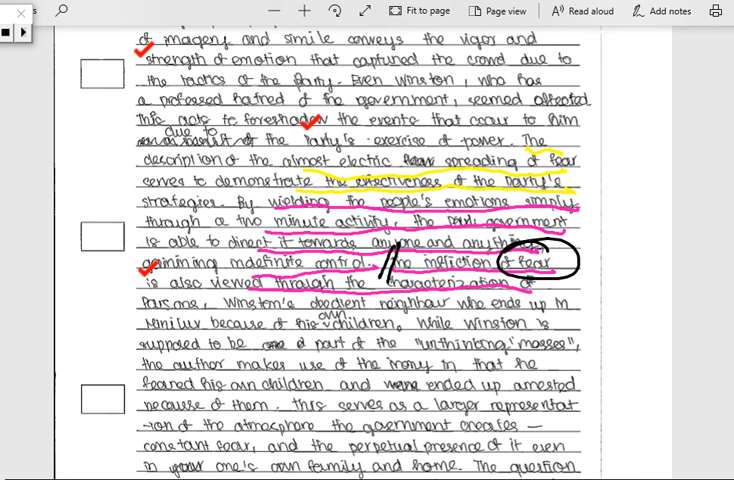 Fit to page
Page view
Read aloud
Add notes
of imagery and simile conveys the vigor and
strength of emotion that captured the crowd due to
the tactics of the Party. Even Winston, who has
a professed hatred of the government, seemed affected
This acts to foreshadow the events that occur to him
due to
the Party's exercise of power. The
description of the almost electric spreading of fear
serves to demonstrate the effectiveness of the Party's
strategies. By wielding the people's emotions simply
through a two minute activity, the government
is able to direct it towards anyone and anything,
gainining indefinite control. The infliction of fear
is also viewed through the characterization of
Parsons, Winston's obedient neighbour who ends up in
own
Miniluv because of his children. While Winston is
supposed to be a part of the "unthinking 'masses",
the author makes use of the irony in that he
feared his own children and ended up arrested
because of them. This serves as a larger representat
-ion of the atmosphere the government creates —
constant fear, and the perpetual presence of it even
in one's own family and home. The question